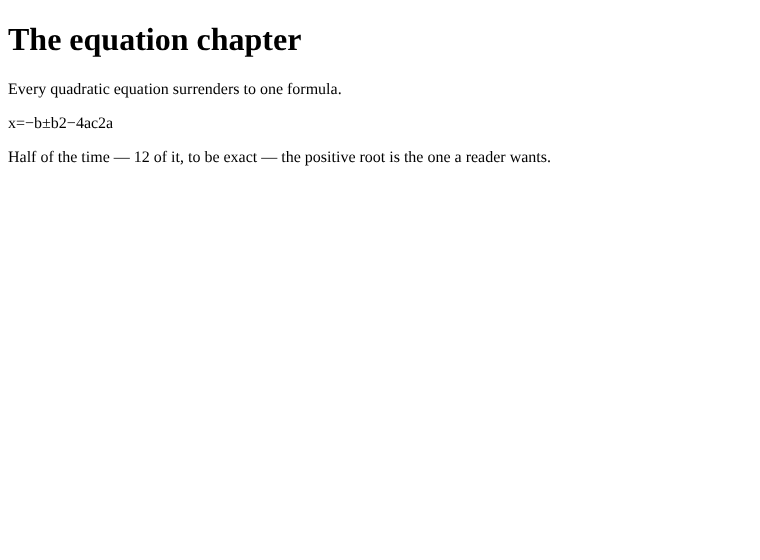 The equation chapter
Every quadratic equation surrenders to one formula.
x=−b±b2−4ac2a
Half of the time — 12 of it, to be exact — the positive root is the one a reader wants.